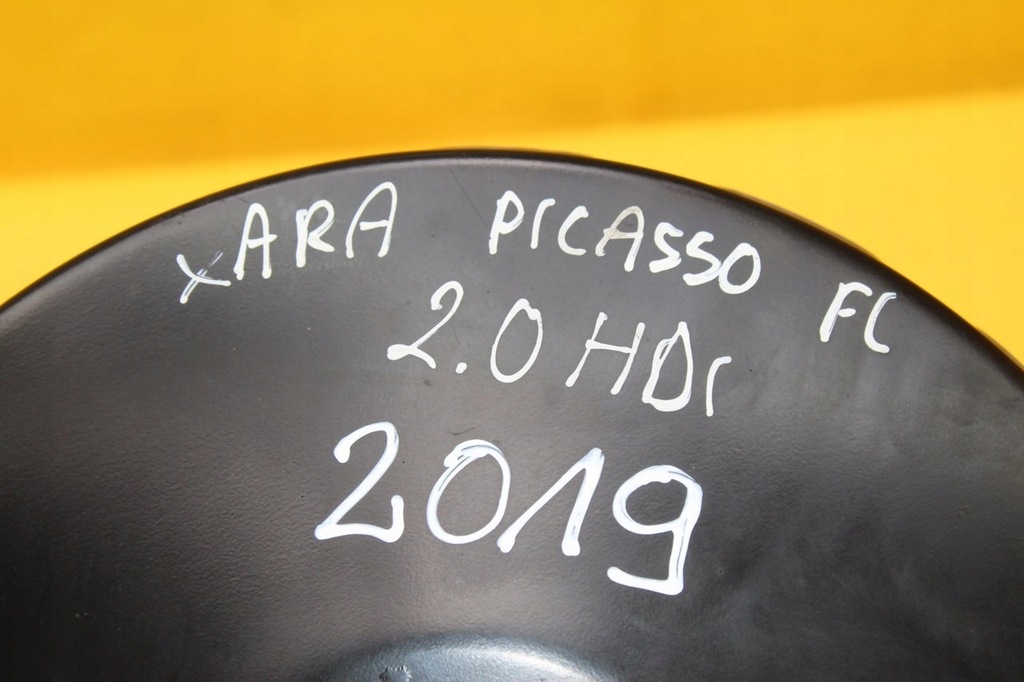 xARA PICASSO FL
2.0 HDI
2019